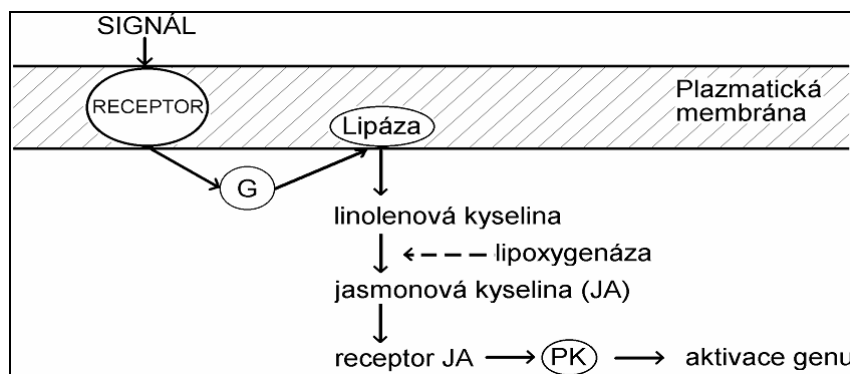 SIGNÁL
RECEPTOR
Plazmatická
membrána
Lipáza
G
linolenová kyselina
lipoxygenáza
jasmonová kyselina (JA)
receptor JA
PK
aktivace genu